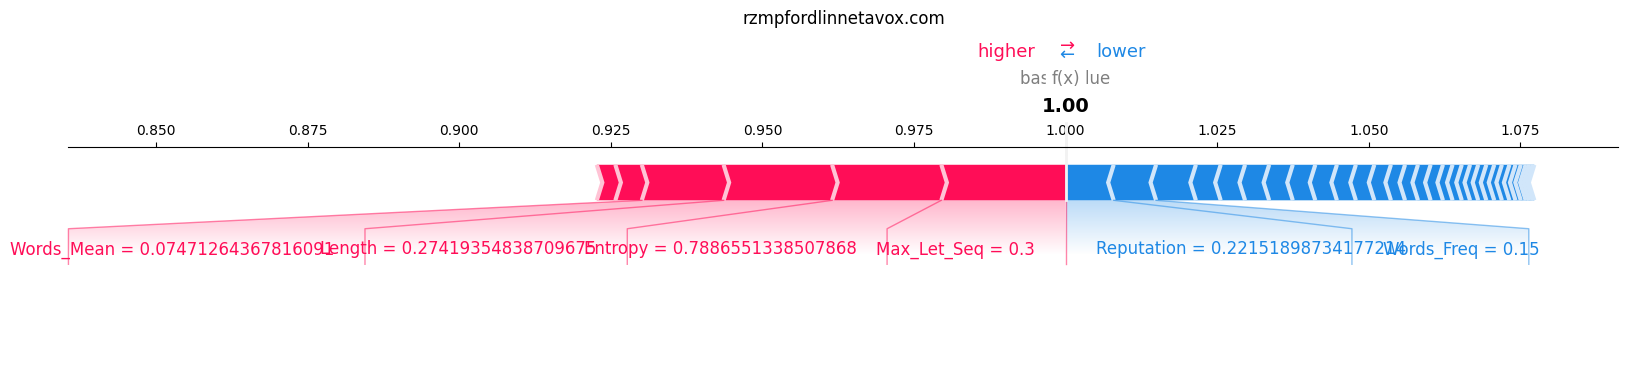 rzmpfordlinnetavox.com
higher ⇄ lower
bas f(x) lue
1.00
0.850 0.875 0.900 0.925 0.950 0.975 1.000 1.025 1.050 1.075
Words_Mean = 0.07471264367816091 Length = 0.27419354838709675 Entropy = 0.7886551338507868 Max_Let_Seq = 0.3 Reputation = 0.22151898734177214 Words_Freq = 0.15